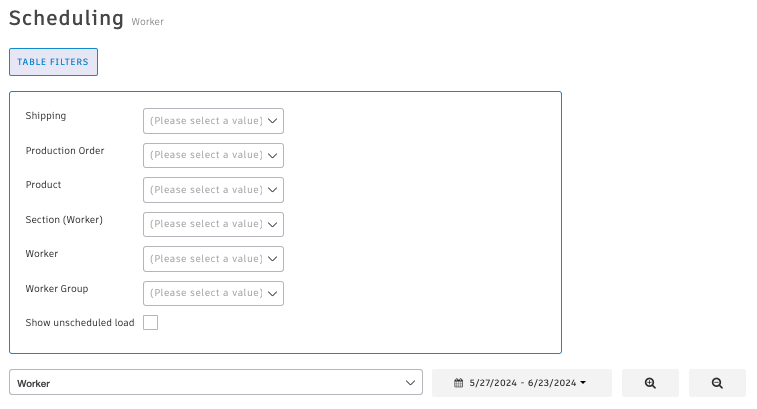 Scheduling Worker
TABLE FILTERS
Shipping (Please select a value)
Production Order (Please select a value)
Product (Please select a value)
Section (Worker) (Please select a value)
Worker (Please select a value)
Worker Group (Please select a value)
Show unscheduled load
Worker 5/27/2024 - 6/23/2024